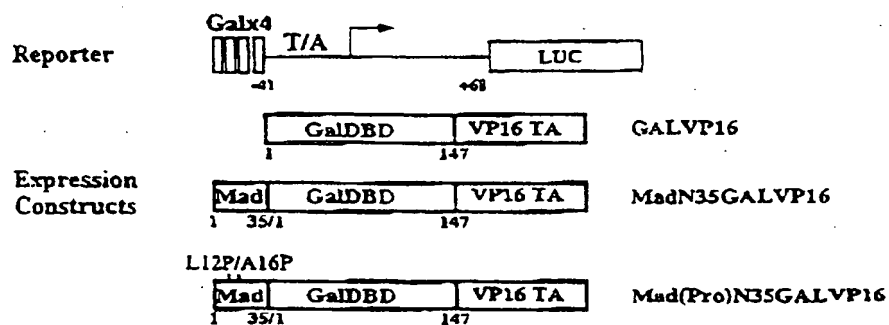 Galx4
Reporter
T/A
LUC
-41
+68
GalDBD
VP16 TA
GALVP16
1
147
Expression
Constructs
Mad
GalDBD
VP16 TA
MadN35GALVP16
1
35/1
147
L12P/A16P
Mad
GalDBD
VP16 TA
Mad(Pro)N35GALVP16
1
35/1
147